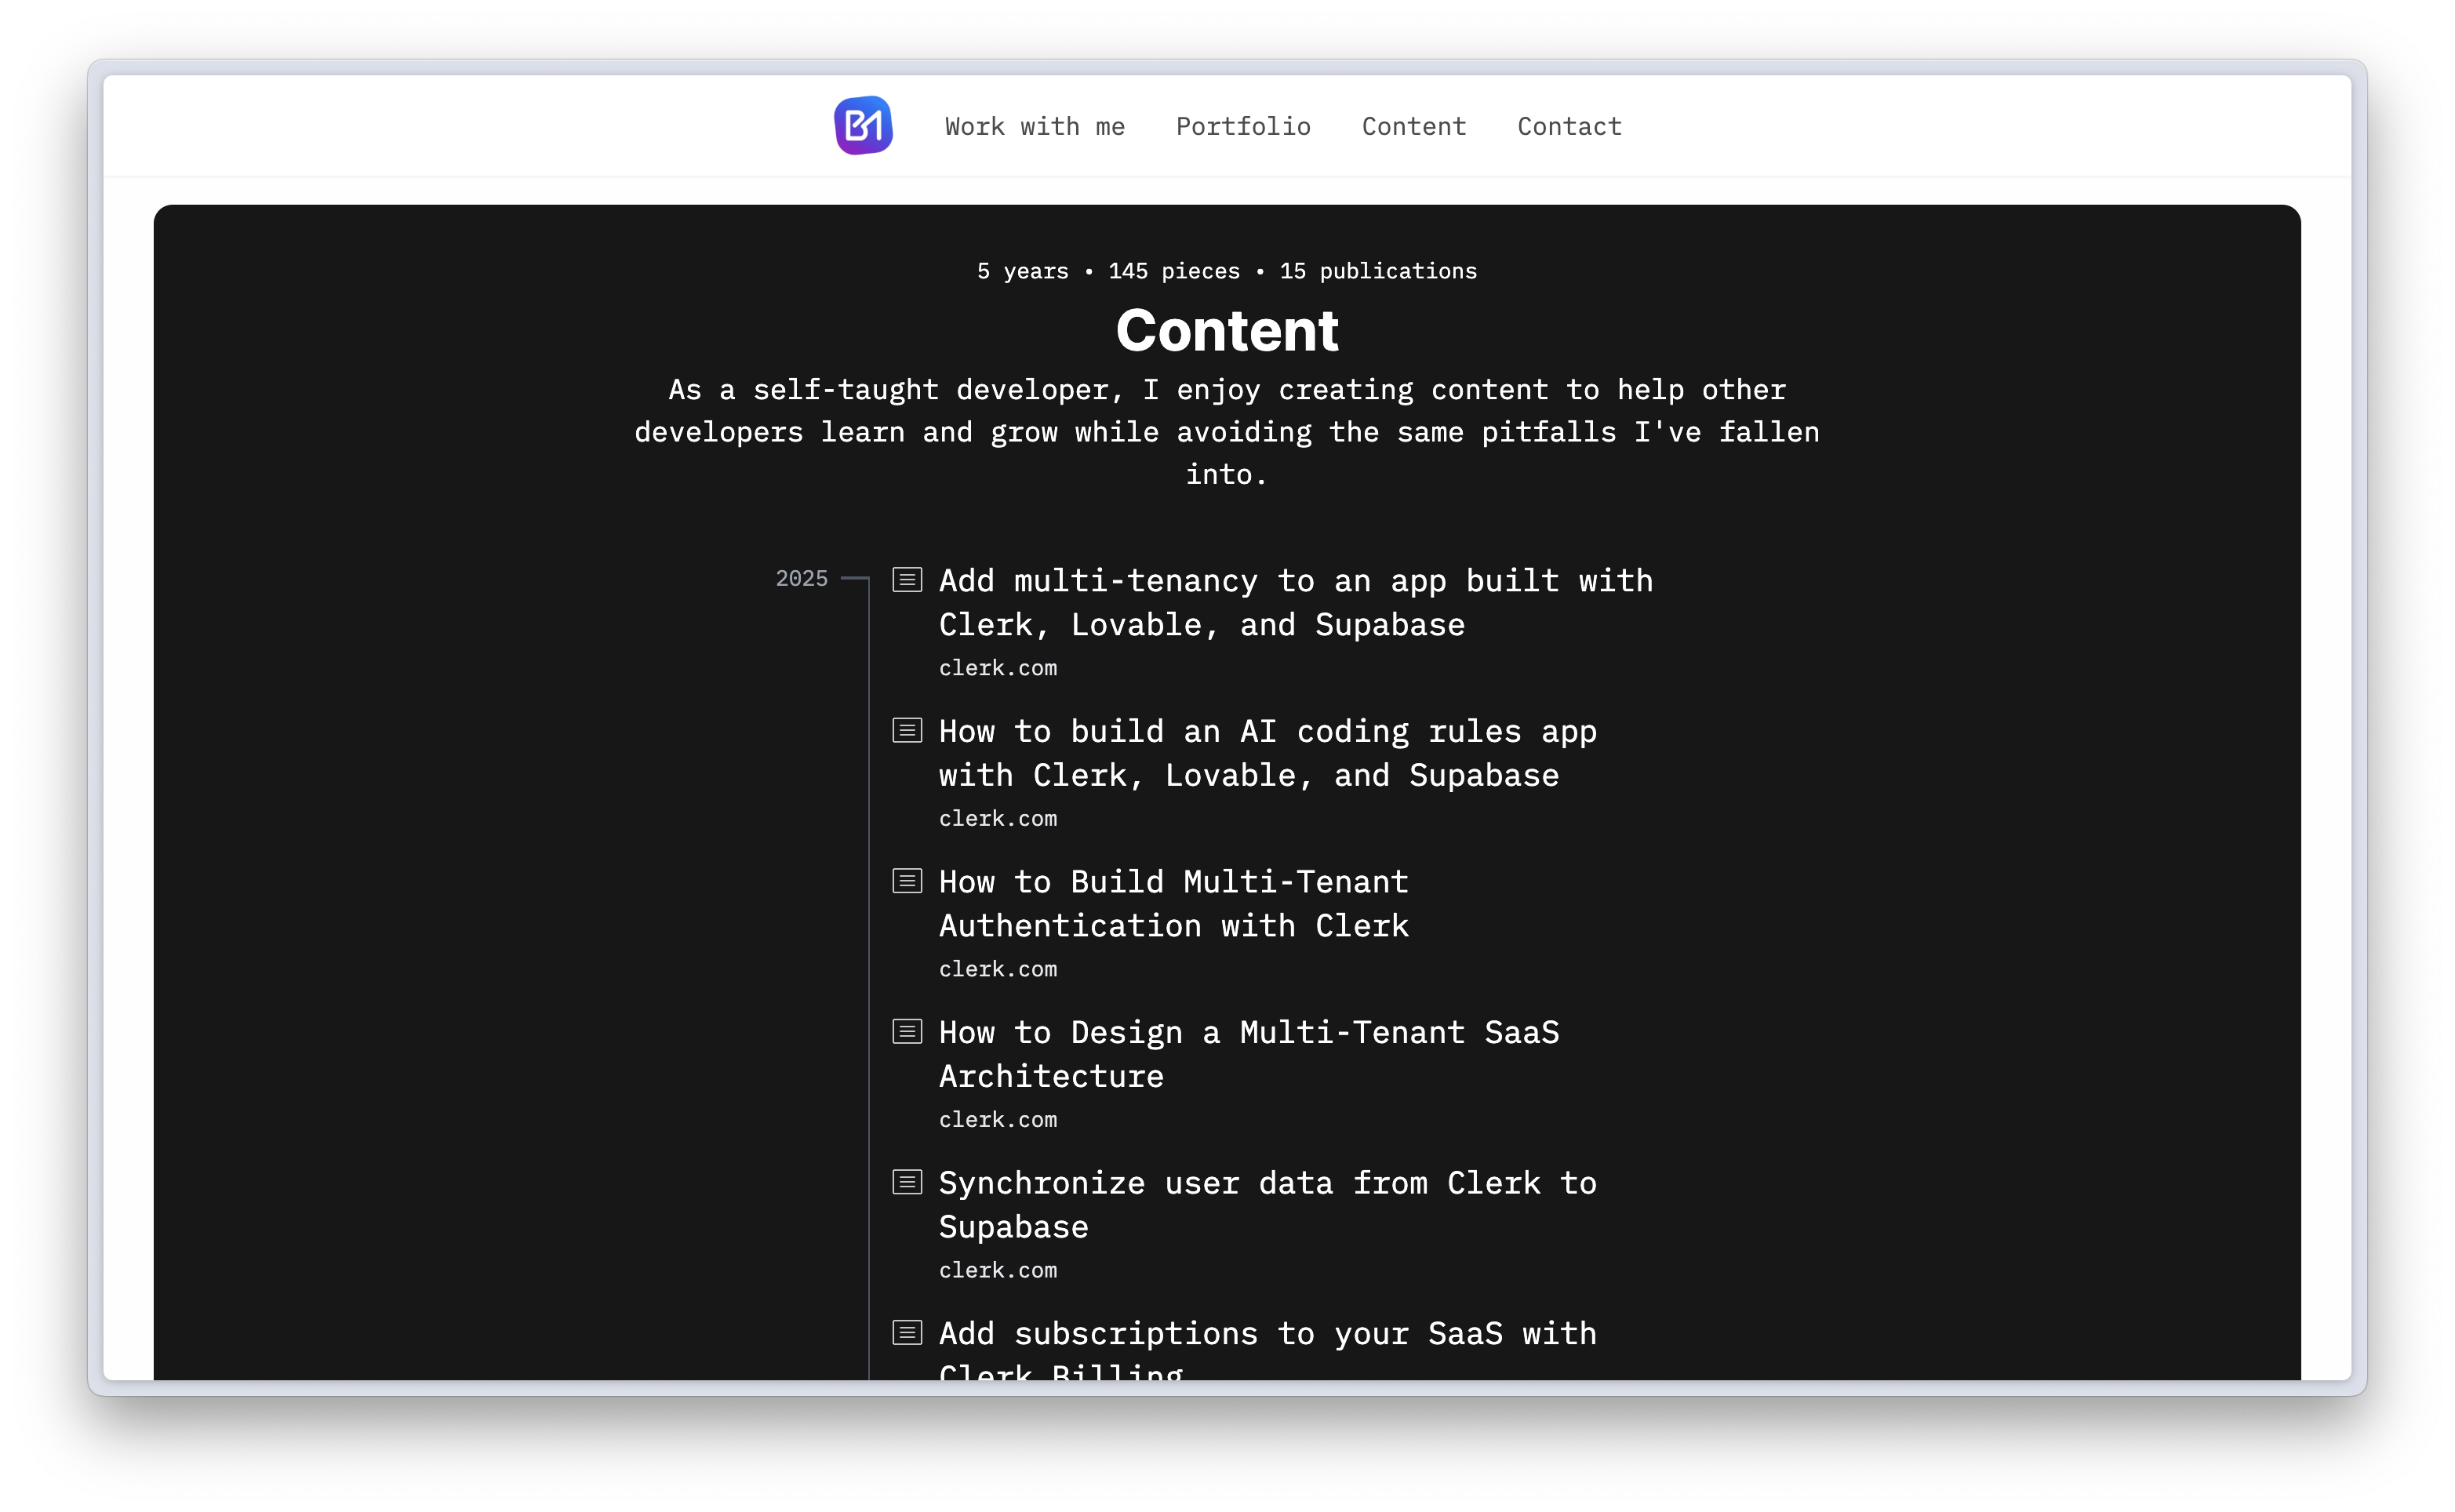 B1
Work with me Portfolio Content Contact
5 years • 145 pieces • 15 publications
Content
As a self-taught developer, I enjoy creating content to help other
developers learn and grow while avoiding the same pitfalls I've fallen
into.
2025
Add multi-tenancy to an app built with
Clerk, Lovable, and Supabase
clerk.com
How to build an AI coding rules app
with Clerk, Lovable, and Supabase
clerk.com
How to Build Multi-Tenant
Authentication with Clerk
clerk.com
How to Design a Multi-Tenant SaaS
Architecture
clerk.com
Synchronize user data from Clerk to
Supabase
clerk.com
Add subscriptions to your SaaS with
Clerk Billing